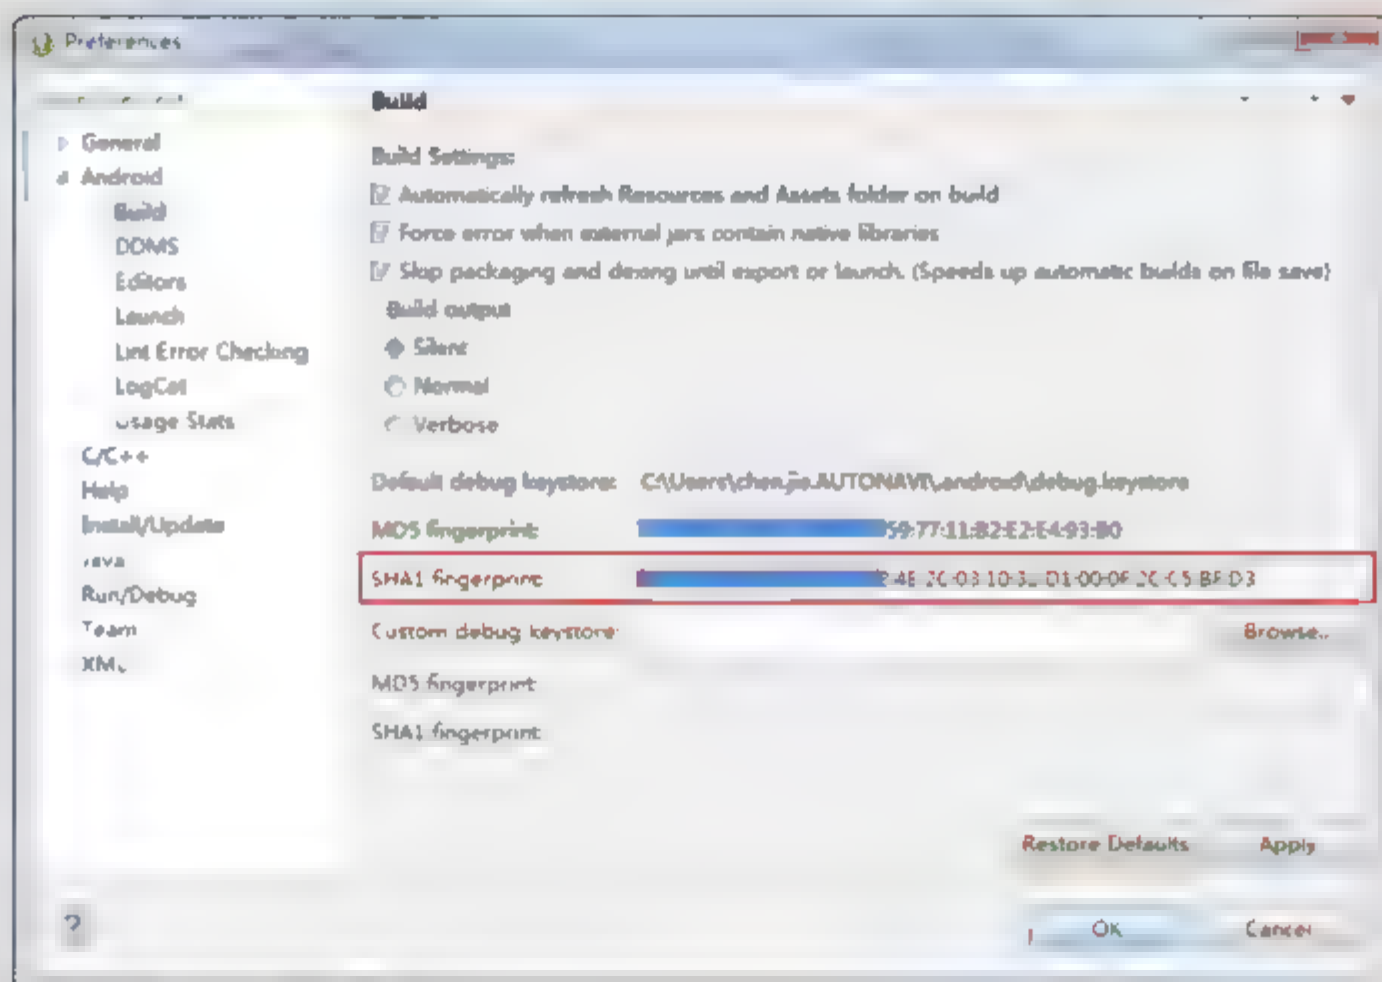 Preferences
Build
General
Android
Build
DDMS
Editors
Launch
Lint Error Checking
LogCat
Usage Stats
C/C++
Help
Install/Update
Java
Run/Debug
Team
XML
Build Settings:
Automatically refresh Resources and Assets folder on build
Force error when external jars contain native libraries
Skip packaging and dexing until export or launch. (Speeds up automatic builds on file save)
Build output
Silent
Normal
Verbose
Default debug keystore: C:\Users\chenjie.AUTONAVI\.android\debug.keystore
MD5 fingerprint: 59:77:11:B2:E2:E4:93:B0
SHA1 fingerprint:
Custom debug keystore: Browse...
MD5 fingerprint:
SHA1 fingerprint:
Restore Defaults Apply
? OK Cancel